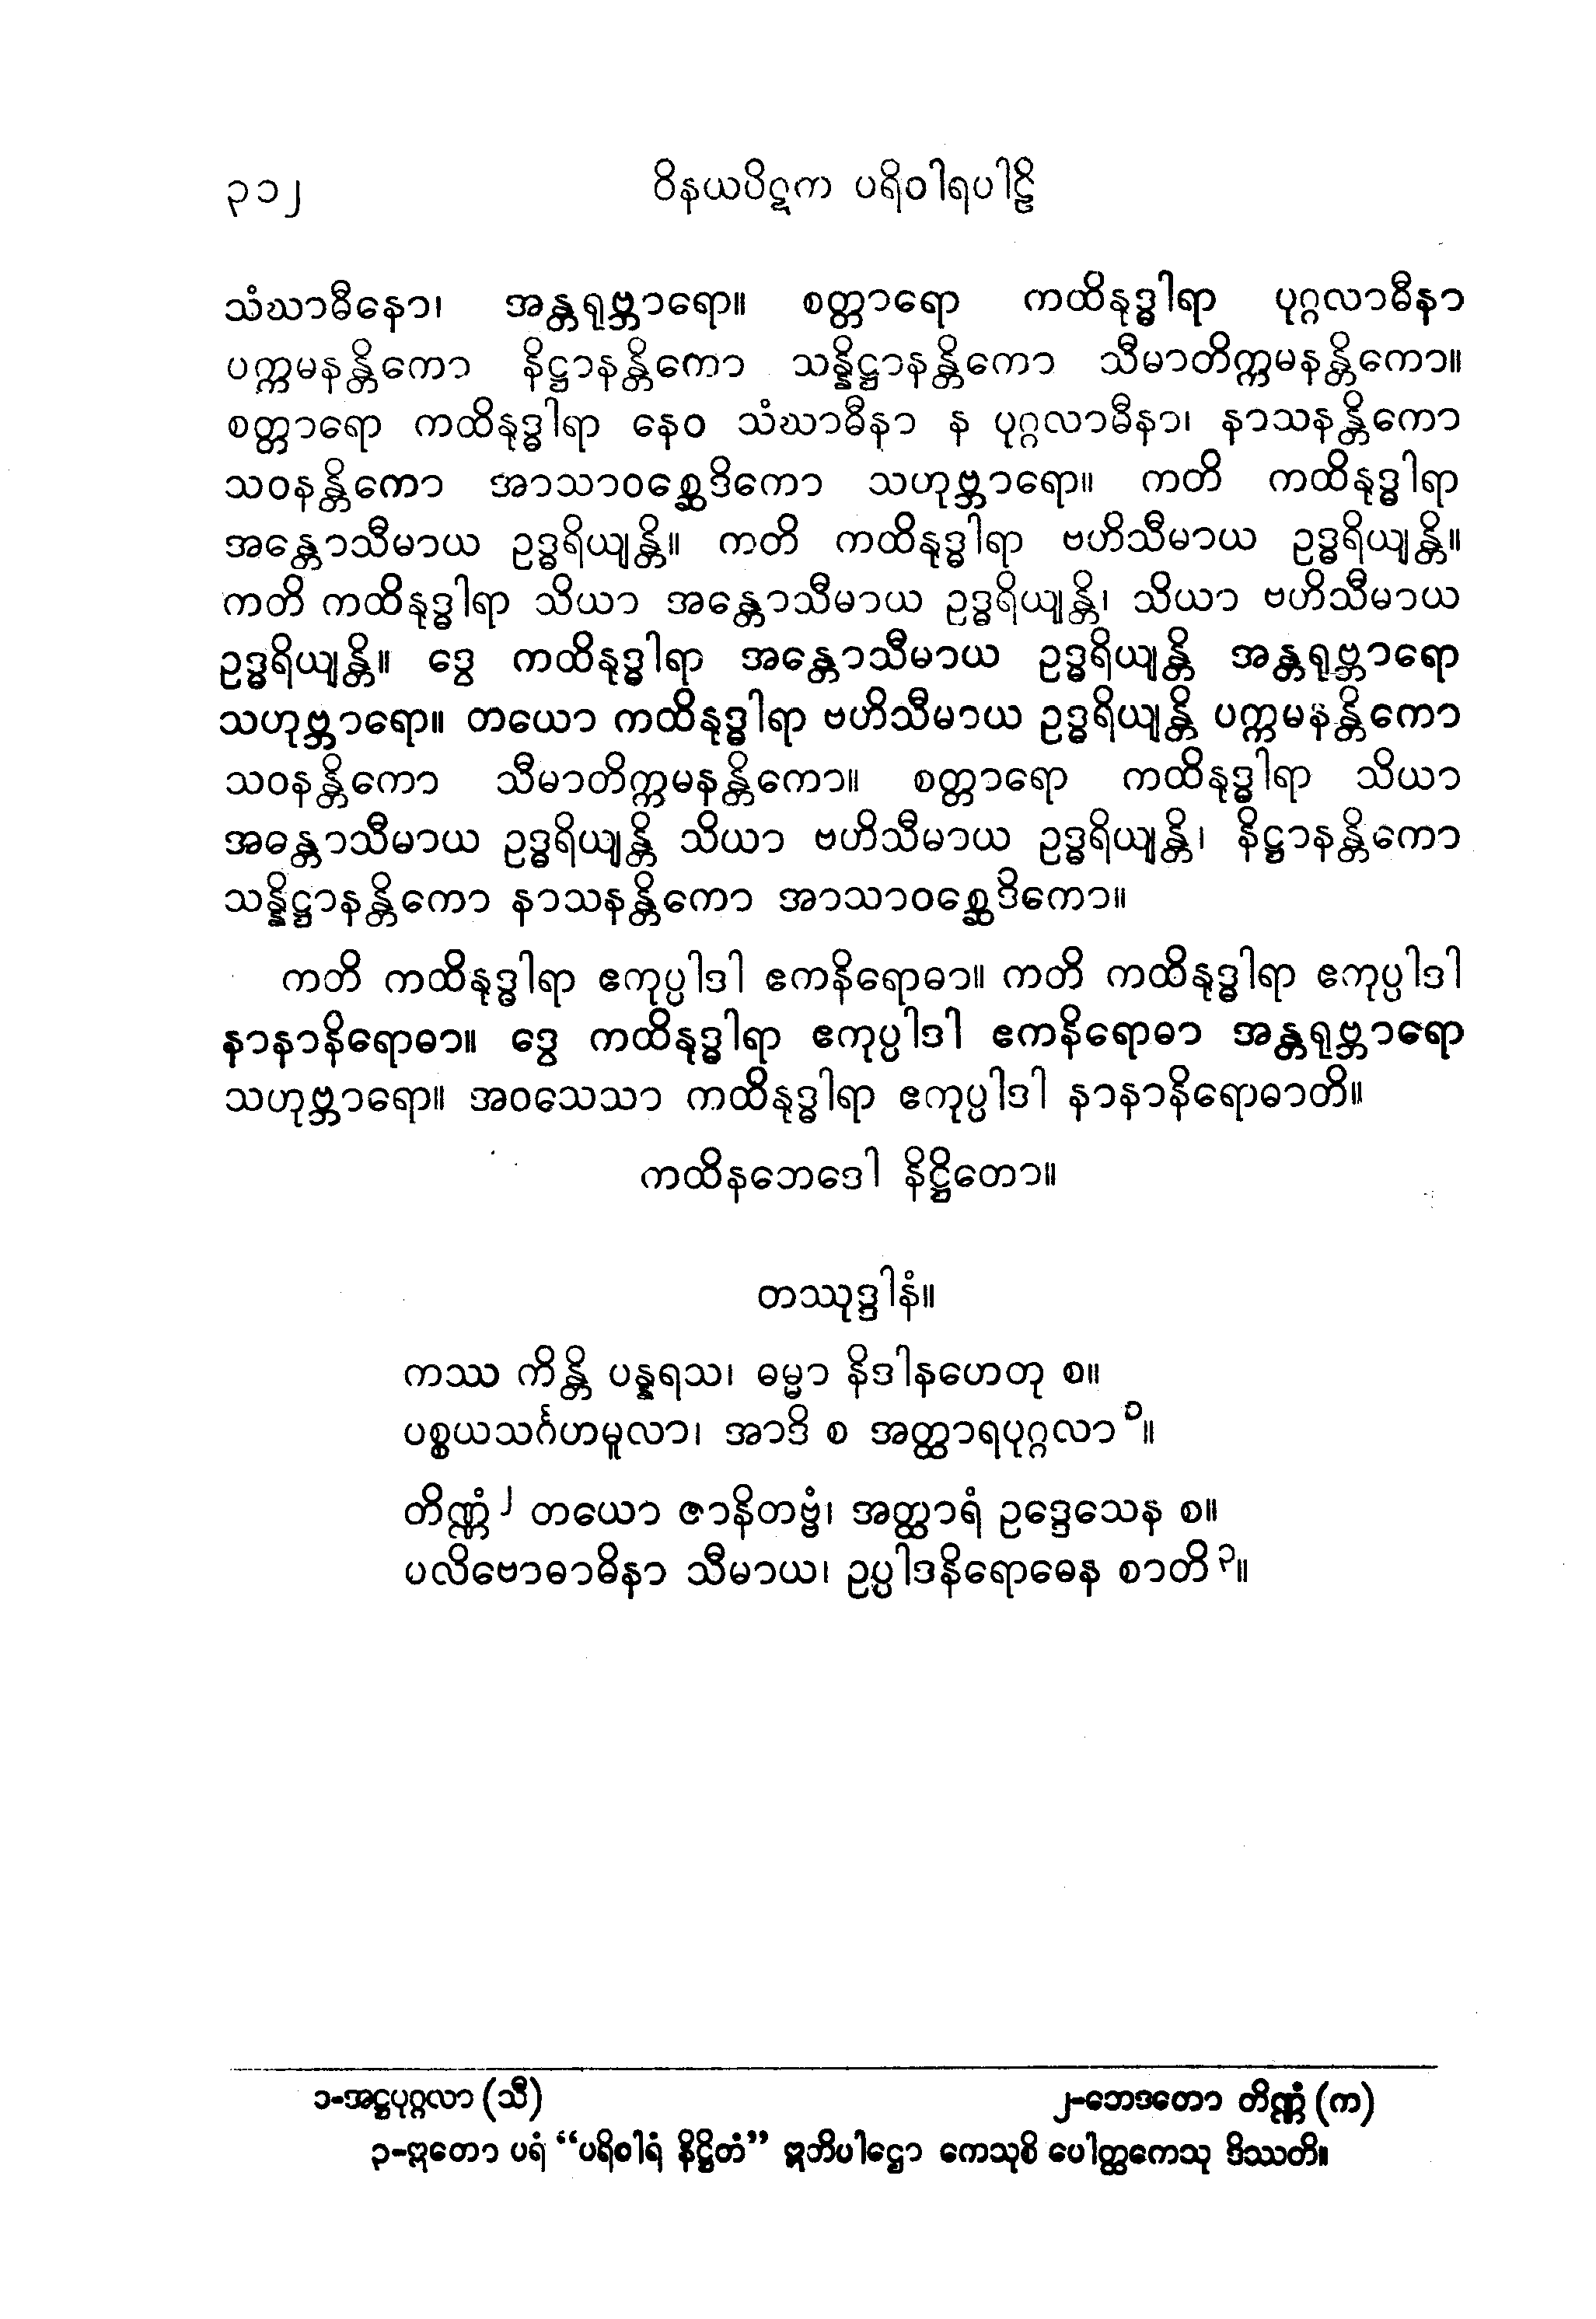 ၃၁၂ ဝိနယပိဋက ပရိဝါရပါဠိ
သံဃာဓီနော၊ အန္တရုဗ္ဘာရော။ စတ္တာရော ကထိနုဒ္ဓါရာ ပုဂ္ဂလာဓီနာ
ပက္ကမနန္တိကော နိဋ္ဌာနန္တိကော သန္နိဋ္ဌာနန္တိကော သီမာတိက္ကမနန္တိကော။
စတ္တာရော ကထိနုဒ္ဓါရာ နေဝ သံဃာဓီနာ န ပုဂ္ဂလာဓီနာ၊ နာသနန္တိကော
သဝနန္တိကော အာသာဝစ္ဆေဒိကော သဟုဗ္ဘာရော။ ကတိ ကထိနုဒ္ဓါရာ
အန္တောသီမာယ ဥဒ္ဓရိယျန္တိ။ ကတိ ကထိနုဒ္ဓါရာ ဗဟိသီမာယ ဥဒ္ဓရိယျန္တိ။
ကတိ ကထိနုဒ္ဓါရာ သိယာ အန္တောသီမာယ ဥဒ္ဓရိယျန္တိ၊ သိယာ ဗဟိသီမာယ
ဥဒ္ဓရိယျန္တိ။ ဒွေ ကထိနုဒ္ဓါရာ အန္တောသီမာယ ဥဒ္ဓရိယျန္တိ အန္တရုဗ္ဘာရော
သဟုဗ္ဘာရော။ တယော ကထိနုဒ္ဓါရာ ဗဟိသီမာယ ဥဒ္ဓရိယျန္တိ ပက္ကမနန္တိကော
သဝနန္တိကော သီမာတိက္ကမနန္တိကော။ စတ္တာရော ကထိနုဒ္ဓါရာ သိယာ
အန္တောသီမာယ ဥဒ္ဓရိယျန္တိ သိယာ ဗဟိသီမာယ ဥဒ္ဓရိယျန္တိ၊ နိဋ္ဌာနန္တိကော
သန္နိဋ္ဌာနန္တိကော နာသနန္တိကော အာသာဝစ္ဆေဒိကော။
ကတိ ကထိနုဒ္ဓါရာ ဧကုပ္ပါဒါ ဧကနိရောဓာ။ ကတိ ကထိနုဒ္ဓါရာ ဧကုပ္ပါဒါ
နာနာနိရောဓာ။ ဒွေ ကထိနုဒ္ဓါရာ ဧကုပ္ပါဒါ ဧကနိရောဓာ အန္တရုဗ္ဘာရော
သဟုဗ္ဘာရော။ အဝသေသာ ကထိနုဒ္ဓါရာ ဧကုပ္ပါဒါ နာနာနိရောဓာတိ။
ကထိနဘေဒေါ နိဋ္ဌိတော။
တဿုဒ္ဒါနံ။
ကဿ ကိန္တိ ပန္နရသ၊ ဓမ္မာ နိဒါနဟေတု စ။
ပစ္စယသင်္ဂဟမူလာ၊ အာဒိ စ အတ္ထာရပုဂ္ဂလာ ၁။
တိဏ္ဏံ ၂ တယော ဇာနိတဗ္ဗံ၊ အတ္ထာရံ ဥဒ္ဒေသေန စ။
ပလိဗောဓာဓိနာ သီမာယ၊ ဥပ္ပါဒနိရောဓေန စာတိ ၃။
၁-အဋ္ဌပုဂ္ဂလာ (သီ) ၂-ဘေဒတော တိဏ္ဏံ (က)
၃-ဣတော ပရံ “ပရိဝါရံ နိဋ္ဌိတံ” ဣတိပါဌော ကေသုစိ ပေါတ္ထကေသု ဒိဿတိ။